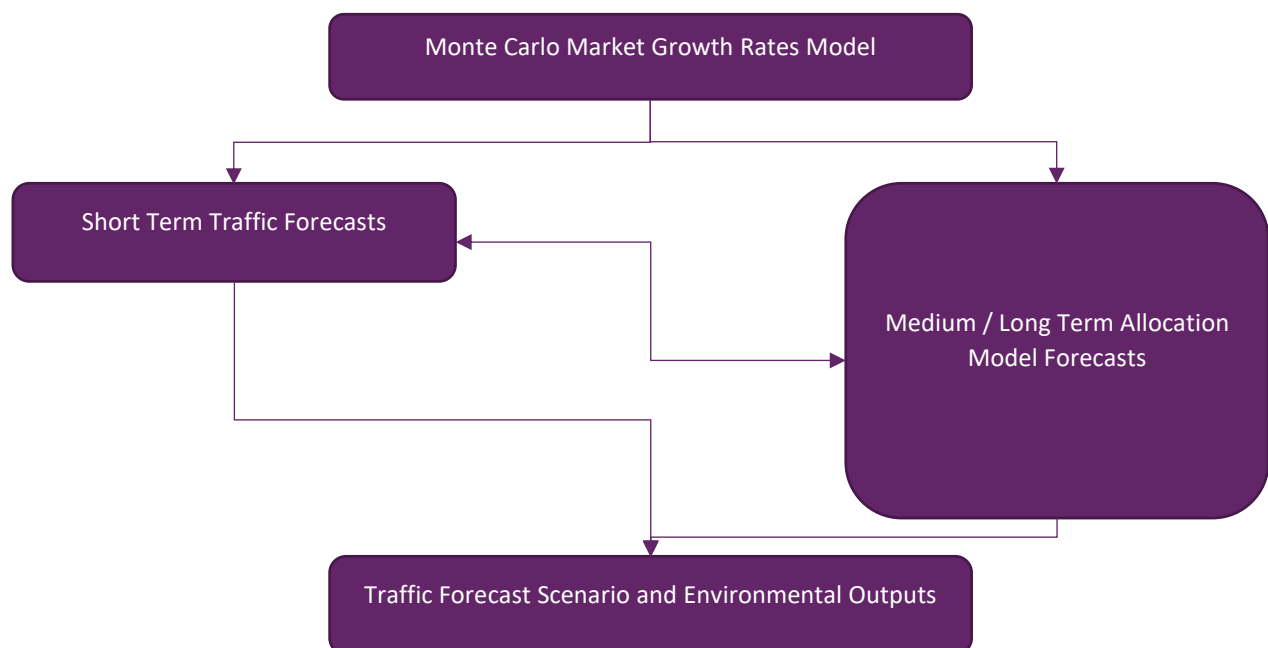 Monte Carlo Market Growth Rates Model
Short Term Traffic Forecasts
Medium / Long Term Allocation
Model Forecasts
Traffic Forecast Scenario and Environmental Outputs